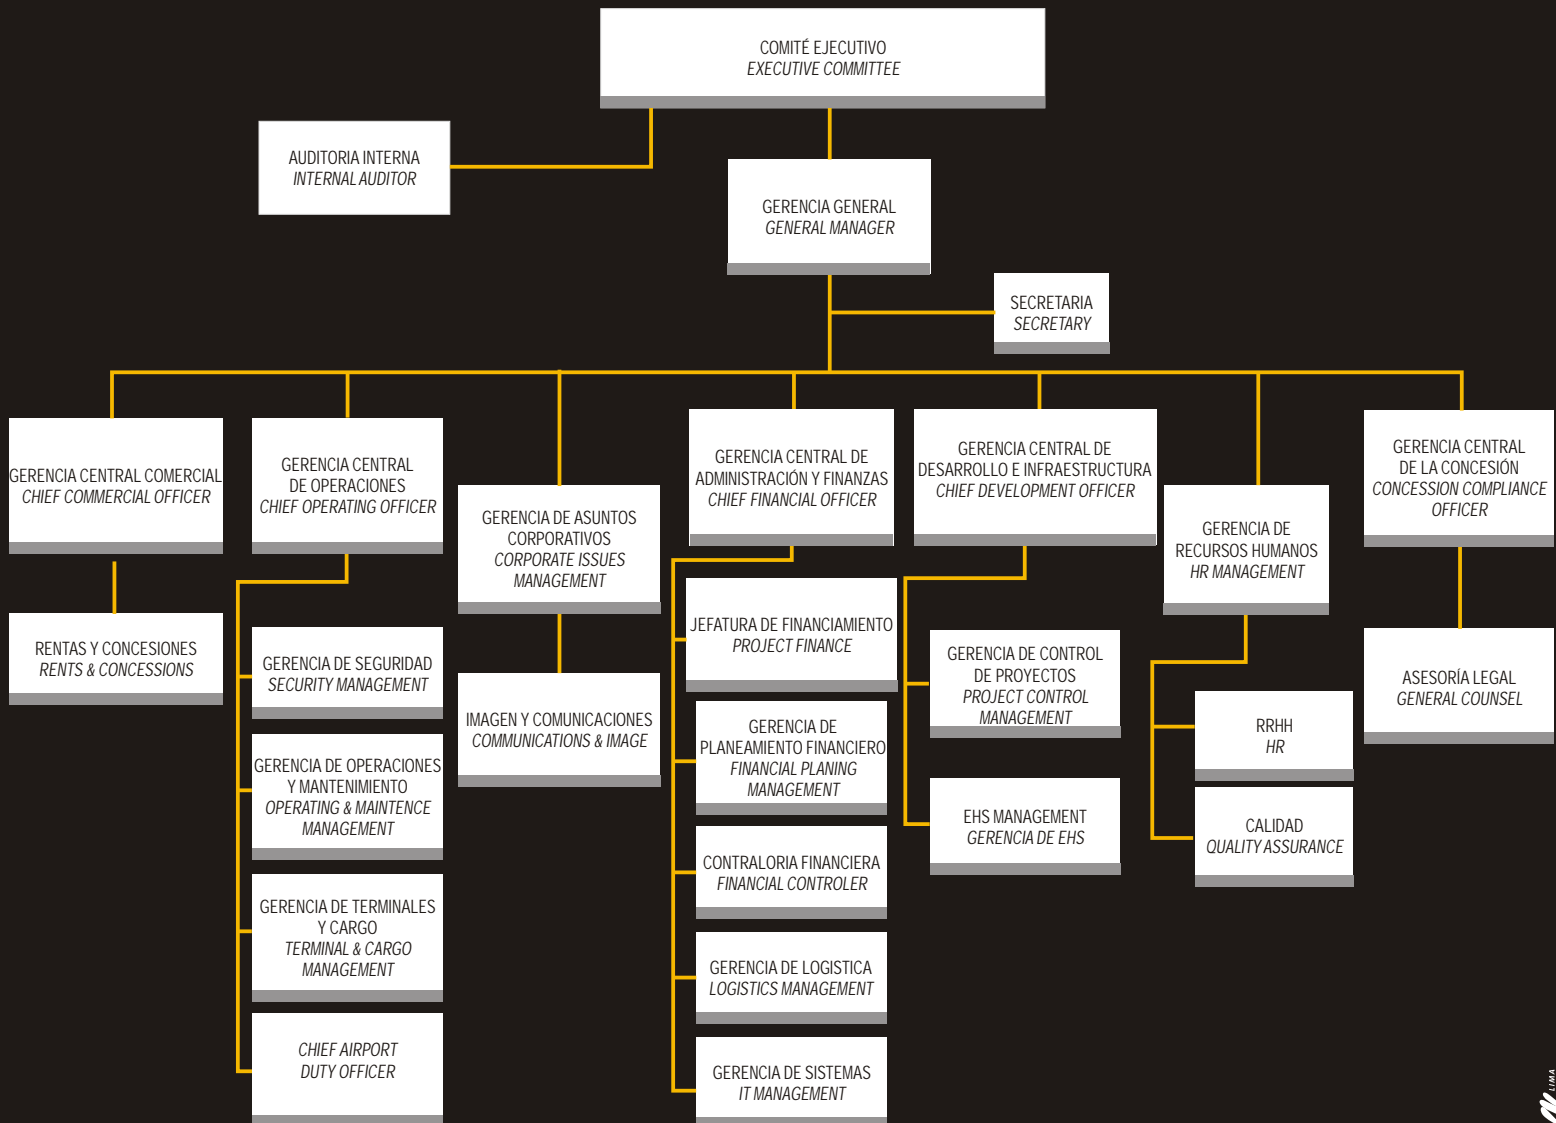 COMITÉ EJECUTIVO
EXECUTIVE COMMITTEE
AUDITORIA INTERNA
INTERNAL AUDITOR
GERENCIA GENERAL
GENERAL MANAGER
SECRETARIA
SECRETARY
GERENCIA CENTRAL COMERCIAL
CHIEF COMMERCIAL OFFICER
RENTAS Y CONCESIONES
RENTS & CONCESSIONS
GERENCIA CENTRAL
DE OPERACIONES
CHIEF OPERATING OFFICER
GERENCIA DE SEGURIDAD
SECURITY MANAGEMENT
GERENCIA DE OPERACIONES
Y MANTENIMIENTO
OPERATING & MAINTENCE
MANAGEMENT
GERENCIA DE TERMINALES
Y CARGO
TERMINAL & CARGO
MANAGEMENT
CHIEF AIRPORT
DUTY OFFICER
GERENCIA DE ASUNTOS
CORPORATIVOS
CORPORATE ISSUES
MANAGEMENT
IMAGEN Y COMUNICACIONES
COMMUNICATIONS & IMAGE
GERENCIA CENTRAL DE
ADMINISTRACIÓN Y FINANZAS
CHIEF FINANCIAL OFFICER
JEFATURA DE FINANCIAMIENTO
PROJECT FINANCE
GERENCIA DE
PLANEAMIENTO FINANCIERO
FINANCIAL PLANING
MANAGEMENT
CONTRALORIA FINANCIERA
FINANCIAL CONTROLER
GERENCIA DE LOGISTICA
LOGISTICS MANAGEMENT
GERENCIA DE SISTEMAS
IT MANAGEMENT
GERENCIA CENTRAL DE
DESARROLLO E INFRAESTRUCTURA
CHIEF DEVELOPMENT OFFICER
GERENCIA DE CONTROL
DE PROYECTOS
PROJECT CONTROL
MANAGEMENT
EHS MANAGEMENT
GERENCIA DE EHS
GERENCIA DE
RECURSOS HUMANOS
HR MANAGEMENT
RRHH
HR
CALIDAD
QUALITY ASSURANCE
GERENCIA CENTRAL
DE LA CONCESIÓN
CONCESSION COMPLIANCE
OFFICER
ASESORÍA LEGAL
GENERAL COUNSEL
LIMA